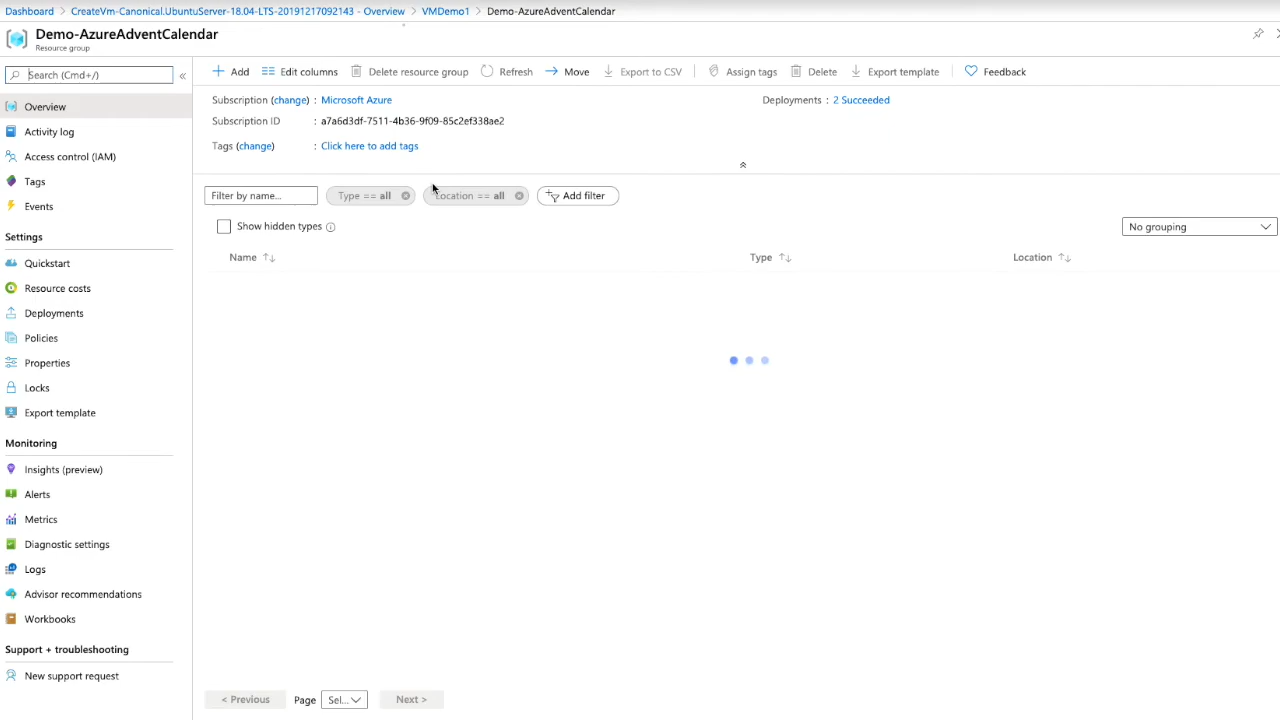 Dashboard > CreateVm-Canonical.UbuntuServer-18.04-LTS-20191217092143 - Overview > VMDemo1 > Demo-AzureAdventCalendar
Demo-AzureAdventCalendar
Resource group
Search (Cmd+/)
«
Add
Edit columns
Delete resource group
Refresh
Move
Export to CSV
Assign tags
Delete
Export template
Feedback
Subscription (change) : Microsoft Azure
Deployments : 2 Succeeded
Subscription ID : a7a6d3df-7511-4b36-9f09-85c2ef338ae2
Tags (change) : Click here to add tags
Filter by name...
Type == all
Location == all
Add filter
Show hidden types
No grouping
Name
Type
Location
Overview
Activity log
Access control (IAM)
Tags
Events
Settings
Quickstart
Resource costs
Deployments
Policies
Properties
Locks
Export template
Monitoring
Insights (preview)
Alerts
Metrics
Diagnostic settings
Logs
Advisor recommendations
Workbooks
Support + troubleshooting
New support request
< Previous
Page
Sel...
Next >